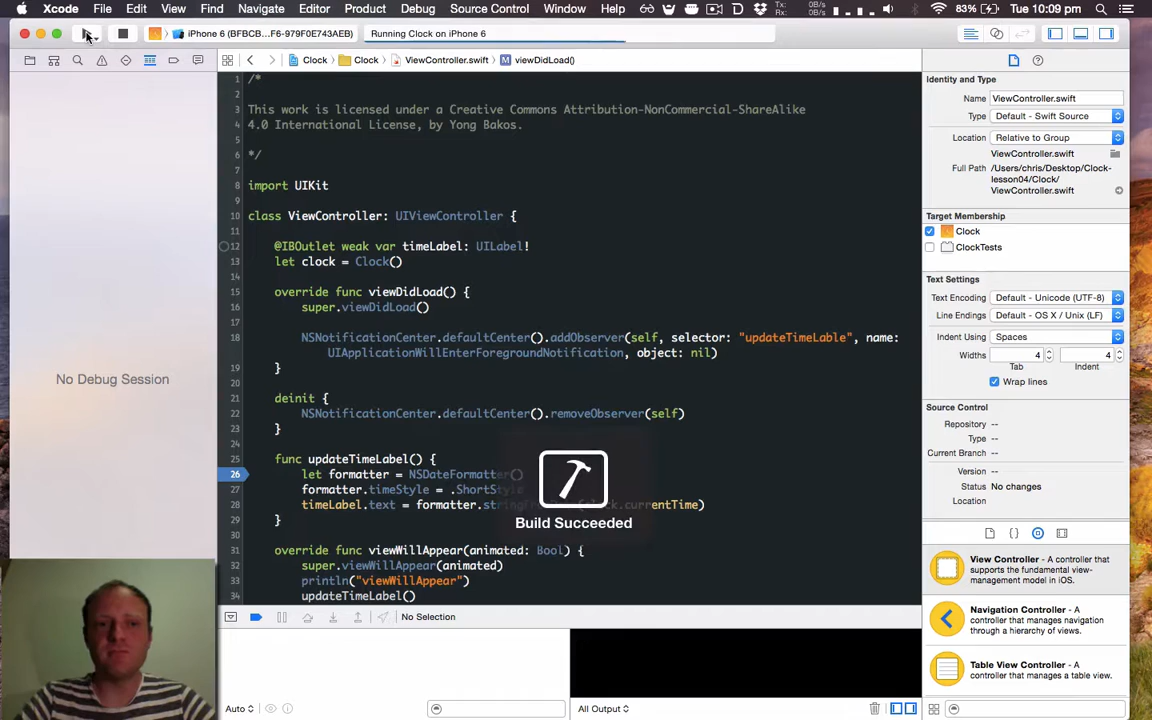 Xcode File Edit View Find Navigate Editor Product Debug Source Control Window Help Tx: 0B/s Rx: 0B/s 83% Tue 10:09 pm
iPhone 6 (BFBCB...F6-979F0E743AEB) Running Clock on iPhone 6
Clock Clock ViewController.swift M viewDidLoad()
1 /*
2
3 This work is licensed under a Creative Commons Attribution-NonCommercial-ShareAlike
4 4.0 International License, by Yong Bakos.
5
6 */
7
8 import UIKit
9
10 class ViewController: UIViewController {
11
12 @IBOutlet weak var timeLabel: UILabel!
13 let clock = Clock()
14
15 override func viewDidLoad() {
16 super.viewDidLoad()
17
18 NSNotificationCenter.defaultCenter().addObserver(self, selector: "updateTimeLable", name:
UIApplicationWillEnterForegroundNotification, object: nil)
19 }
20
21 deinit {
22 NSNotificationCenter.defaultCenter().removeObserver(self)
23 }
24
25 func updateTimeLabel() {
26 let formatter = NSDateFormatter()
27 formatter.timeStyle = .ShortStyle
28 timeLabel.text = formatter.clock.currentTime)
29 }
30
31 override func viewWillAppear(animated: Bool) {
32 super.viewWillAppear(animated)
33 println("viewWillAppear")
34 updateTimeLabel()
No Debug Session
Build Succeeded
No Selection
Auto
All Output
Identity and Type
Name ViewController.swift
Type Default - Swift Source
Location Relative to Group
ViewController.swift
Full Path /Users/chris/Desktop/Clock-
lesson04/Clock/
ViewController.swift
Target Membership
Clock
ClockTests
Text Settings
Text Encoding Default - Unicode (UTF-8)
Line Endings Default - OS X / Unix (LF)
Indent Using Spaces
Widths 4 4
Tab Indent
Wrap lines
Source Control
Repository --
Type --
Current Branch --
Version --
Status No changes
Location
View Controller - A controller that
supports the fundamental view-
management model in iOS.
Navigation Controller - A
controller that manages navigation
through a hierarchy of views.
Table View Controller - A
controller that manages a table view.